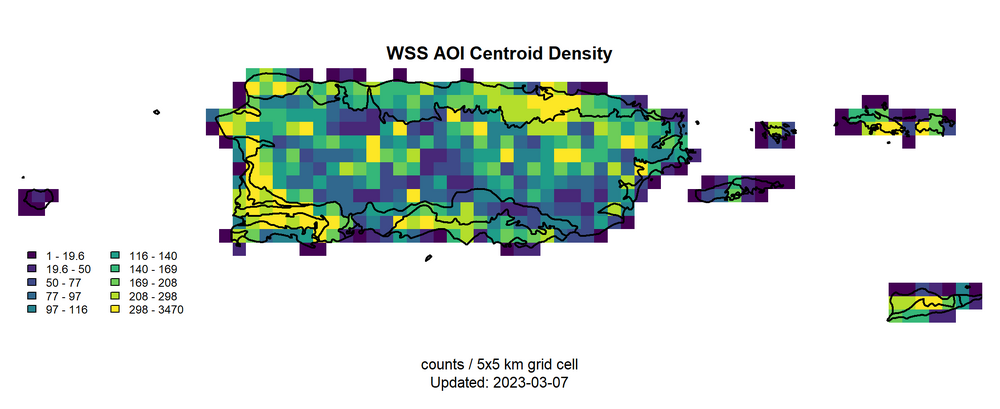 WSS AOI Centroid Density
1 - 19.6
19.6 - 50
50 - 77
77 - 97
97 - 116
116 - 140
140 - 169
169 - 208
208 - 298
298 - 3470
counts / 5x5 km grid cell
Updated: 2023-03-07